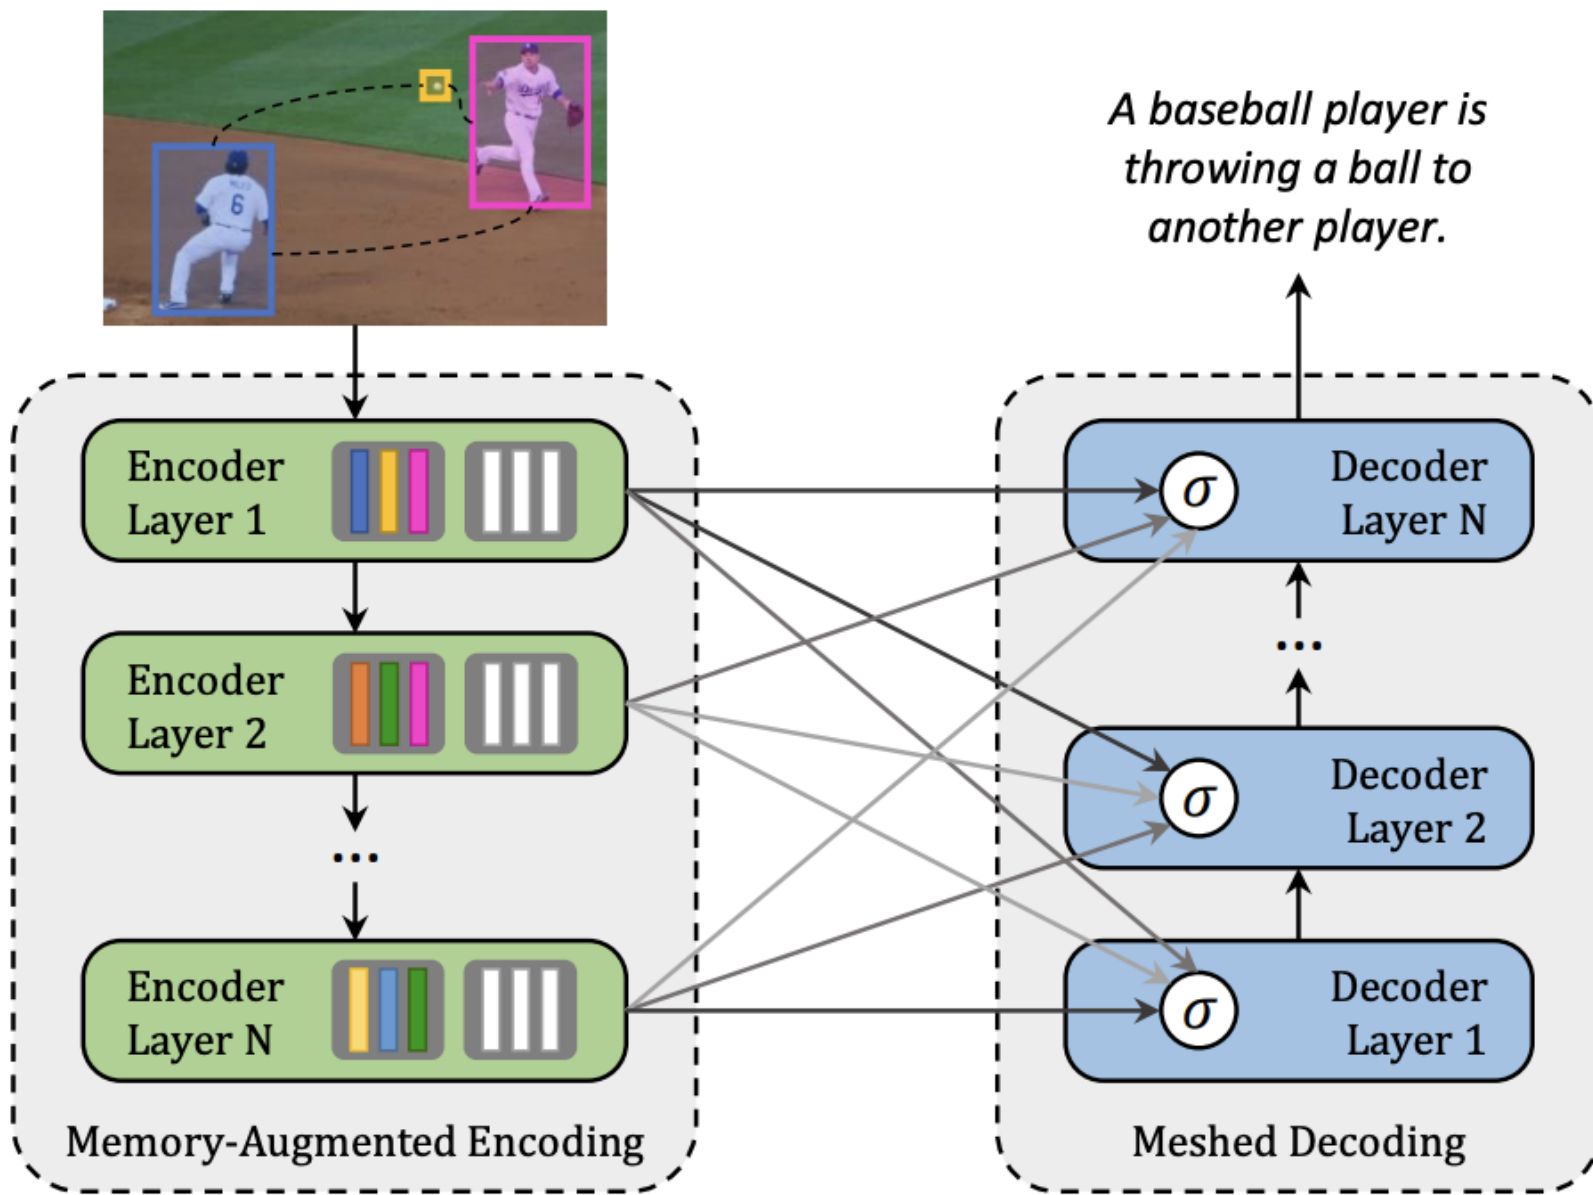 A baseball player is
throwing a ball to
another player.
6
Encoder
Layer 1
Encoder
Layer 2
...
Encoder
Layer N
Memory-Augmented Encoding
σ
Decoder
Layer N
...
σ
Decoder
Layer 2
σ
Decoder
Layer 1
Meshed Decoding